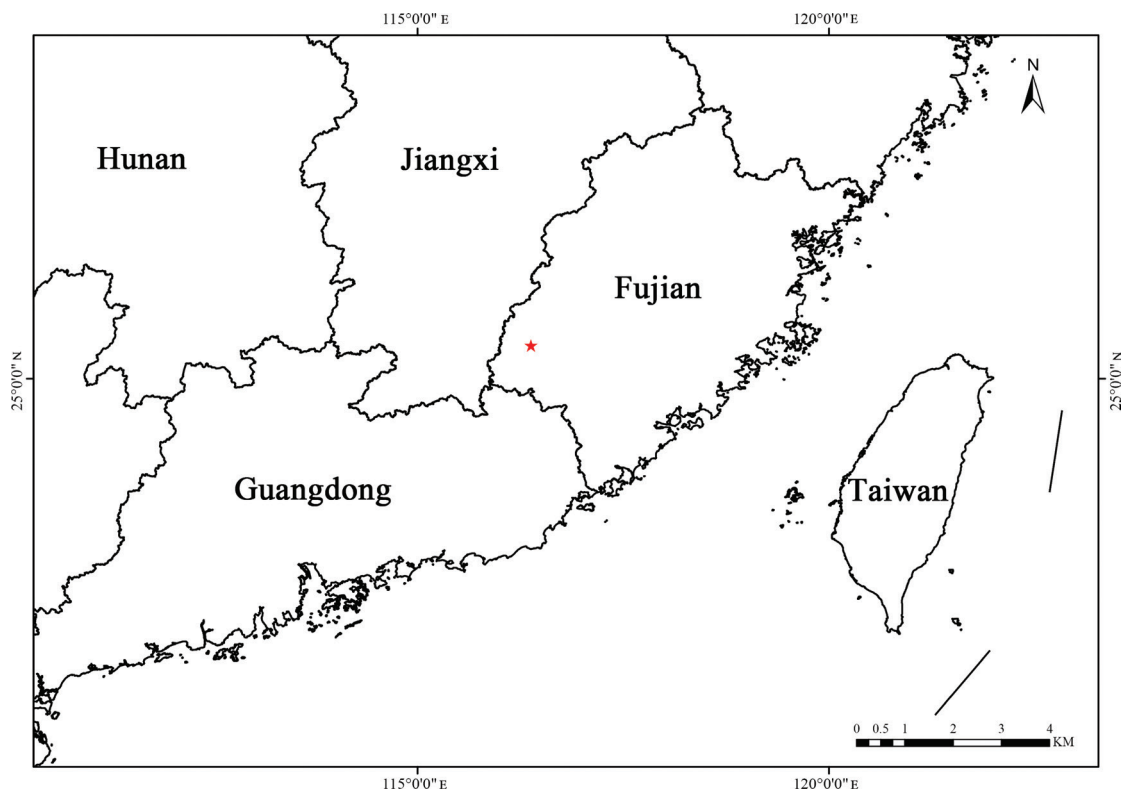 115°0'0" E
120°0'0" E
N
Hunan
Jiangxi
Fujian
25°0'0" N
25°0'0" N
Guangdong
Taiwan
0 0.5 1 2 3 4
KM
115°0'0" E
120°0'0" E